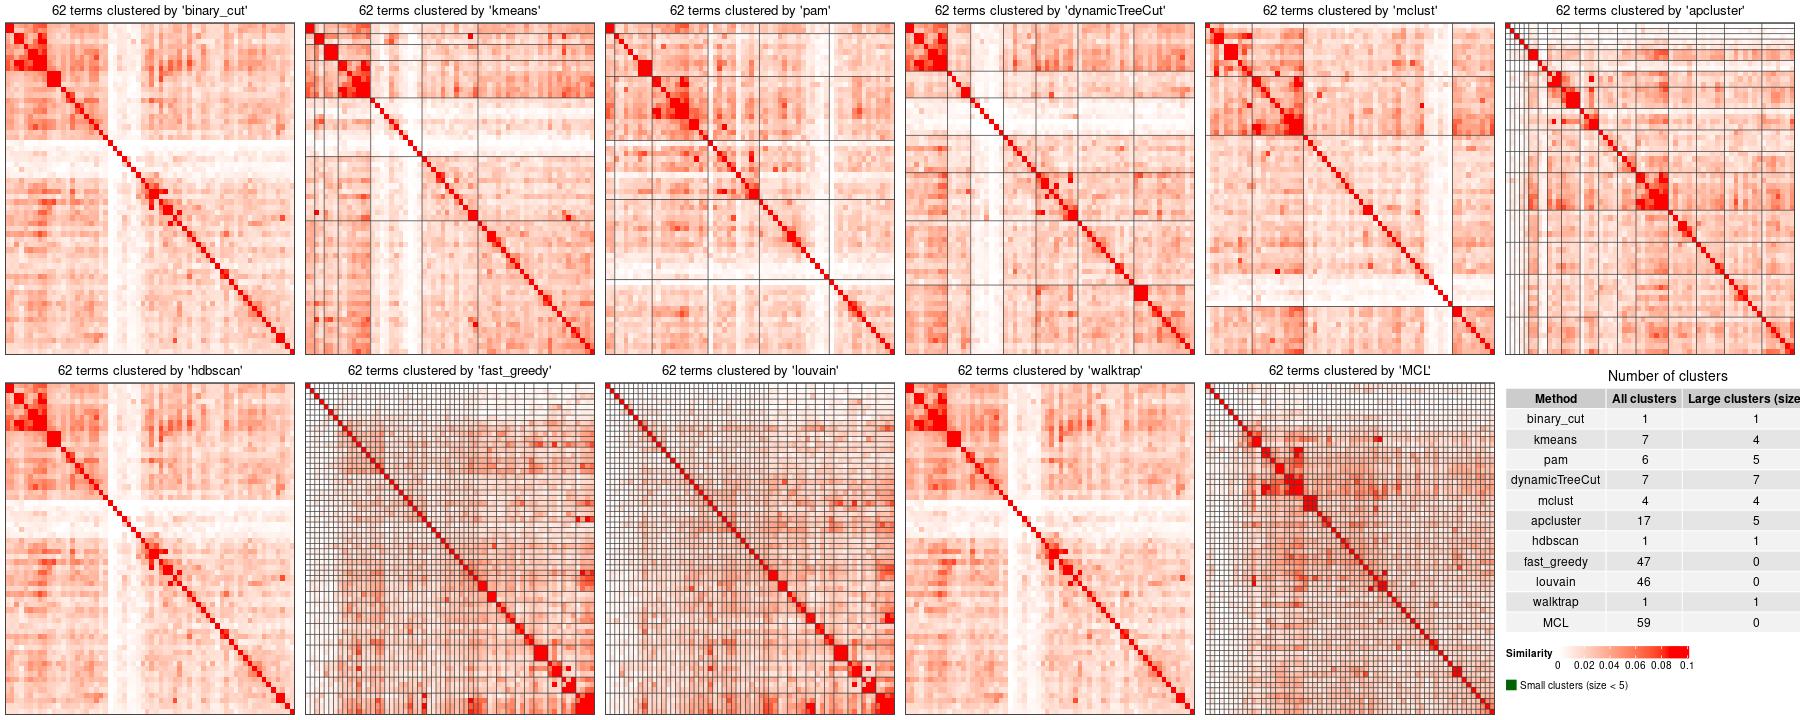 62 terms clustered by 'binary_cut'
62 terms clustered by 'kmeans'
62 terms clustered by 'pam'
62 terms clustered by 'dynamicTreeCut'
62 terms clustered by 'mclust'
62 terms clustered by 'apcluster'
62 terms clustered by 'hdbscan'
62 terms clustered by 'fast_greedy'
62 terms clustered by 'louvain'
62 terms clustered by 'walktrap'
62 terms clustered by 'MCL'
Number of clusters
Method All clusters Large clusters (size
binary_cut 1 1
kmeans 7 4
pam 6 5
dynamicTreeCut 7 7
mclust 4 4
apcluster 17 5
hdbscan 1 1
fast_greedy 47 0
louvain 46 0
walktrap 1 1
MCL 59 0
Similarity
0 0.02 0.04 0.06 0.08 0.1
Small clusters (size < 5)